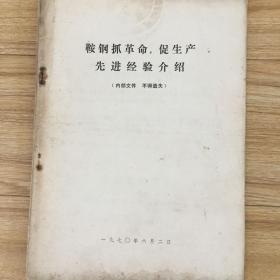 鞍钢抓革命，促生产
先进经验介绍
（内部文件 不得遗失）
一九七〇年六月二日